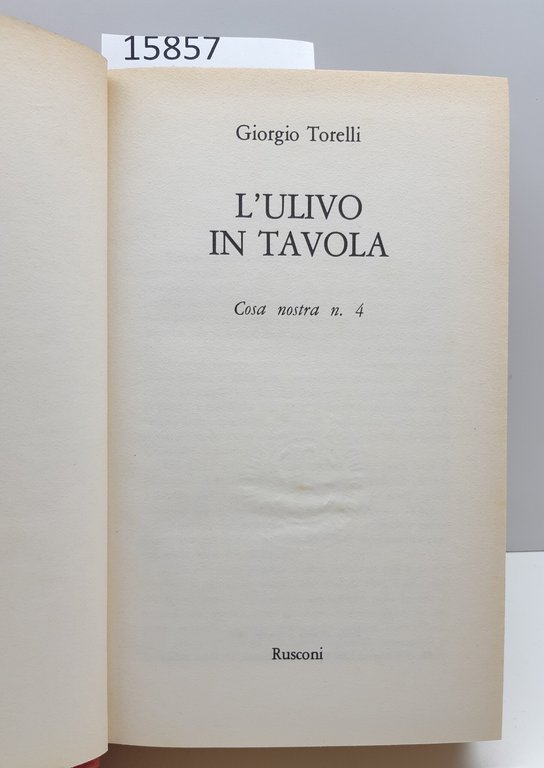 15857
Giorgio Torelli
L'ULIVO
IN TAVOLA
Cosa nostra n. 4
Rusconi